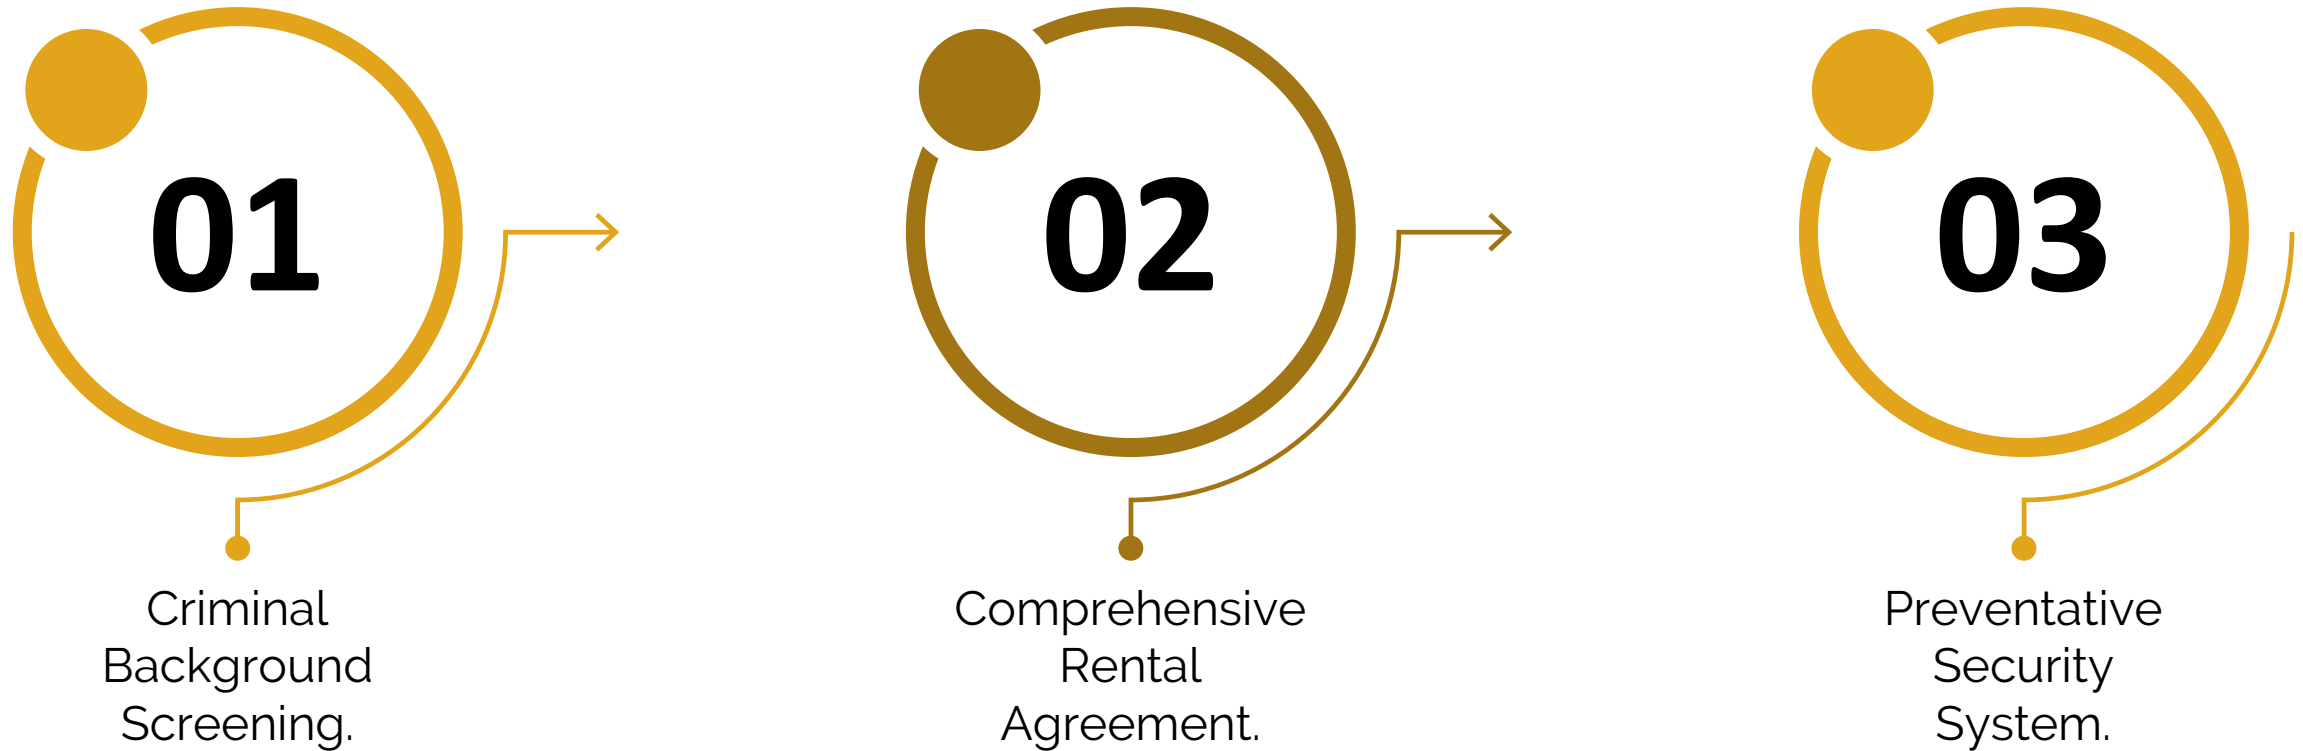 01
Criminal
Background
Screening.
02
Comprehensive
Rental
Agreement.
03
Preventative
Security
System.